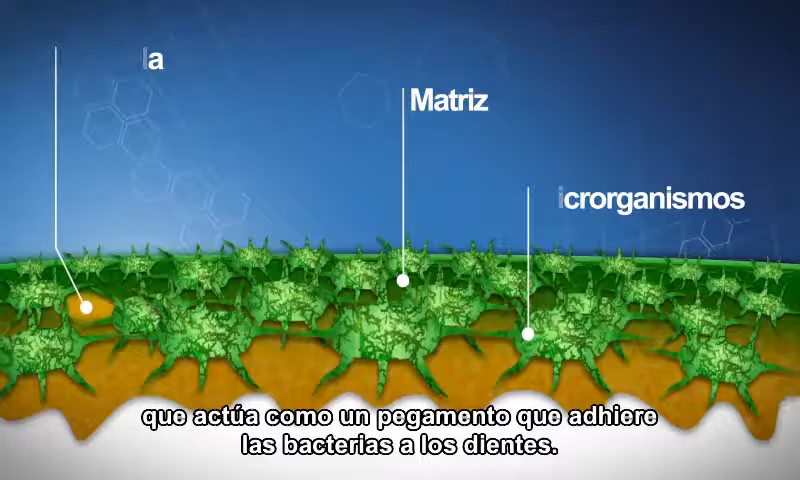 la
Matriz
icrorganismos
que actúa como un pegamento que adhiere
las bacterias a los dientes.